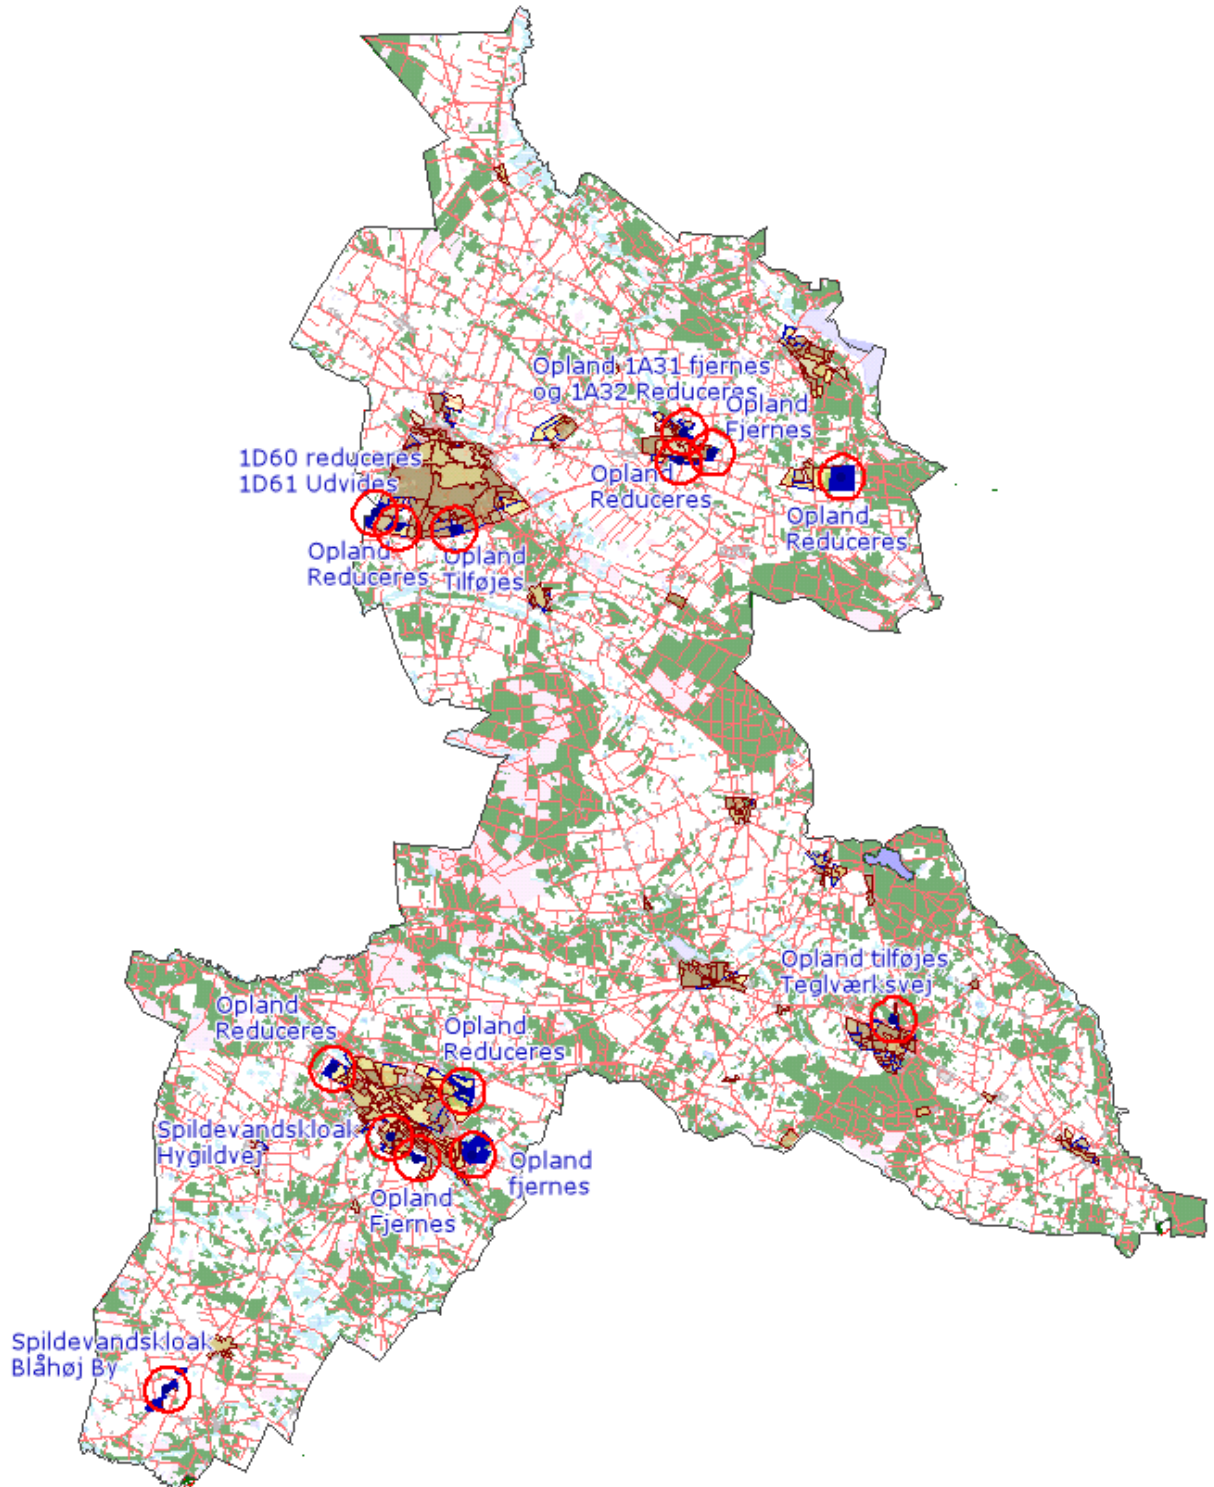 Opland 1A31 fjernes
og 1A32 Reduceres
Opland
Fjernes
1D60 reduceres
1D61 Udvides
Opland
Reduceres
Opland
Reduceres
Opland
Reduceres
Opland
Tilføjes
Opland tilføjes
Teglværksvej
Opland
Reduceres
Opland
Reduceres
Spildevandskloak
Hygildvej
Opland
fjernes
Opland
Fjernes
Spildevandskloak
Blåhøj By